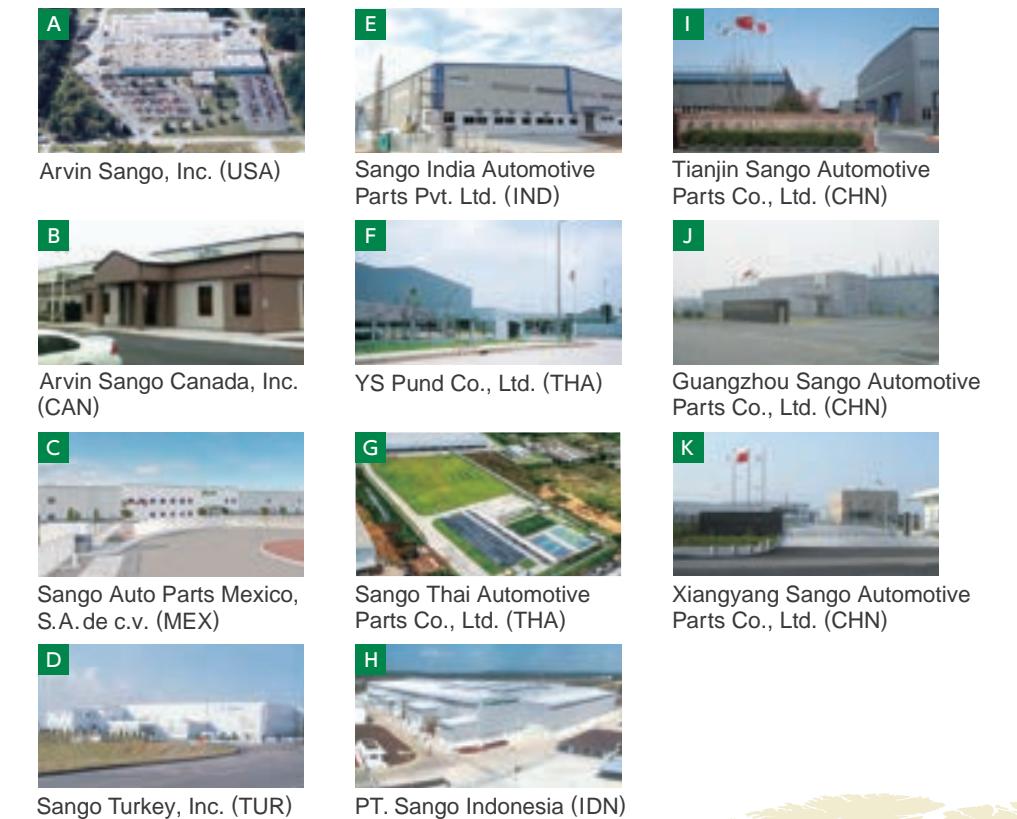 A
Arvin Sango, Inc. (USA)
B
Arvin Sango Canada, Inc.
(CAN)
C
Sango Auto Parts Mexico,
S.A.de c.v. (MEX)
D
Sango Turkey, Inc. (TUR)
E
Sango India Automotive
Parts Pvt. Ltd. (IND)
F
YS Pund Co., Ltd. (THA)
G
Sango Thai Automotive
Parts Co., Ltd. (THA)
H
PT. Sango Indonesia (IDN)
I
Tianjin Sango Automotive
Parts Co., Ltd. (CHN)
J
Guangzhou Sango Automotive
Parts Co., Ltd. (CHN)
K
Xiangyang Sango Automotive
Parts Co., Ltd. (CHN)